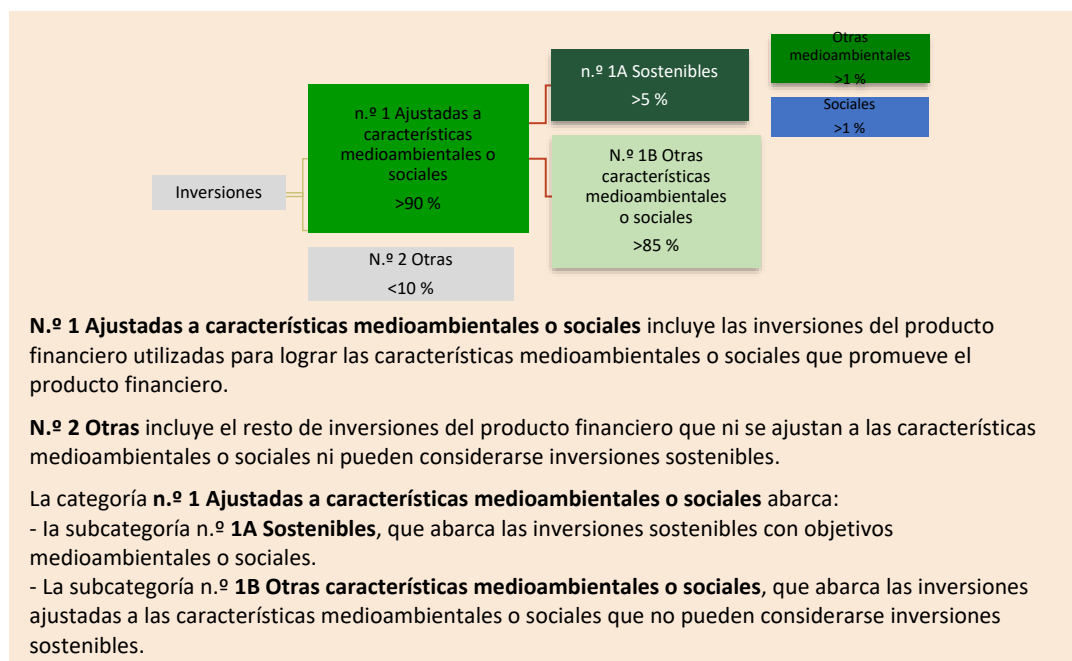 Inversiones
n.º 1 Ajustadas a
características
medioambientales o
sociales
>90 %
N.º 2 Otras
<10 %
n.º 1A Sostenibles
>5 %
N.º 1B Otras
características
medioambientales
o sociales
>85 %
Otras
medioambientales
>1 %
Sociales
>1 %
N.º 1 Ajustadas a características medioambientales o sociales incluye las inversiones del producto
financiero utilizadas para lograr las características medioambientales o sociales que promueve el
producto financiero.
N.º 2 Otras incluye el resto de inversiones del producto financiero que ni se ajustan a las características
medioambientales o sociales ni pueden considerarse inversiones sostenibles.
La categoría n.º 1 Ajustadas a características medioambientales o sociales abarca:
- la subcategoría n.º 1A Sostenibles, que abarca las inversiones sostenibles con objetivos
medioambientales o sociales.
- La subcategoría n.º 1B Otras características medioambientales o sociales, que abarca las inversiones
ajustadas a las características medioambientales o sociales que no pueden considerarse inversiones
sostenibles.